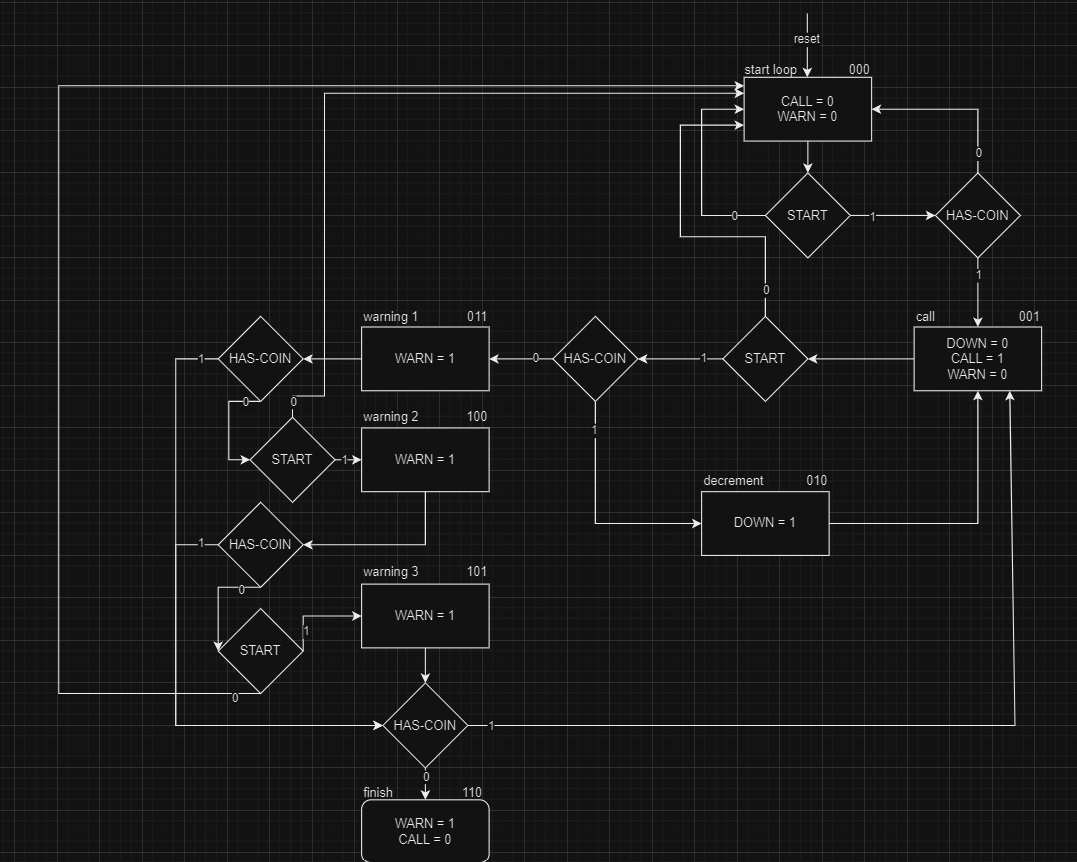 reset
start loop 000
CALL = 0
WARN = 0
0
START
1
HAS-COIN
0
1
call 001
DOWN = 0
CALL = 1
WARN = 0
0
START
1
HAS-COIN
0
1
decrement 010
DOWN = 1
warning 1 011
WARN = 1
HAS-COIN
1
0
0
START
1
warning 2 100
WARN = 1
HAS-COIN
1
0
START
1
0
warning 3 101
WARN = 1
HAS-COIN
1
0
finish 110
WARN = 1
CALL = 0